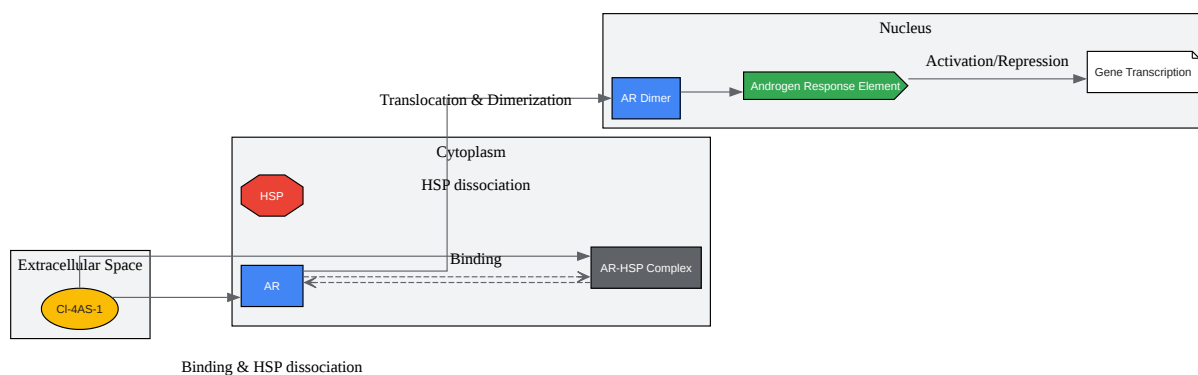 Nucleus
Activation/Repression
Gene Transcription
Androgen Response Element
AR Dimer
Translocation & Dimerization
Cytoplasm
HSP dissociation
HSP
Binding
Extracellular Space
AR-HSP Complex
AR
Cl-4AS-1
Binding & HSP dissociation